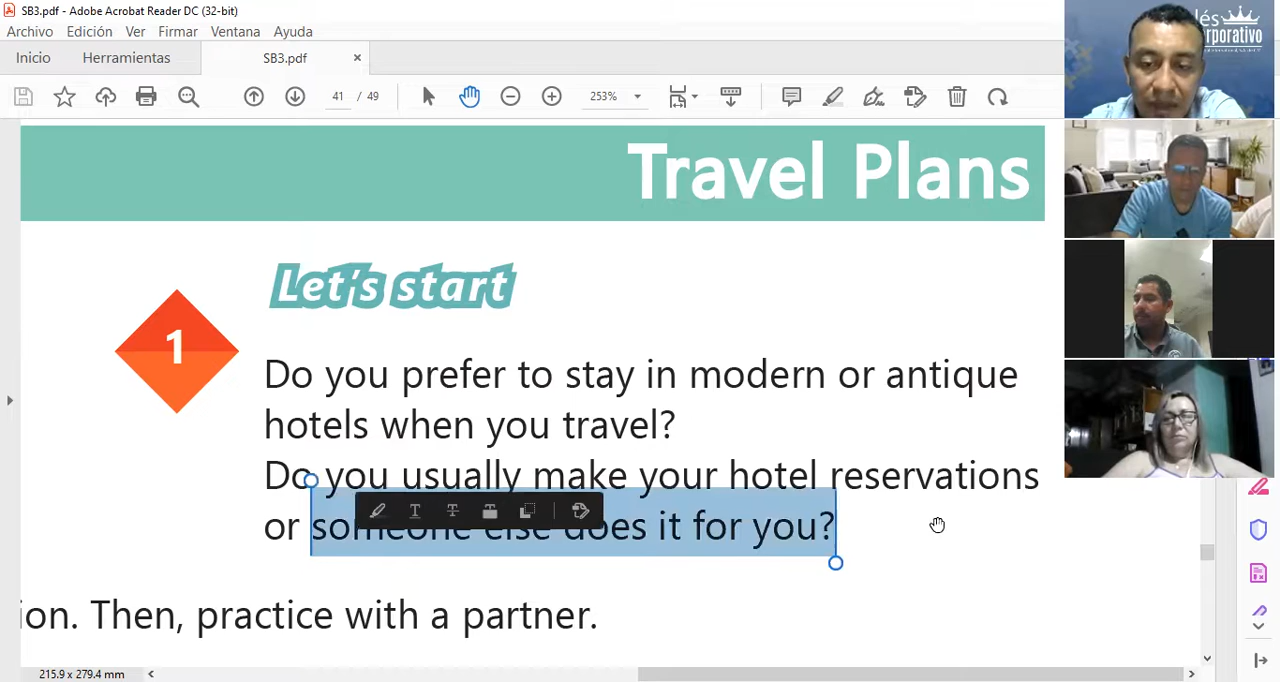 SB3.pdf - Adobe Acrobat Reader DC (32-bit)
Archivo Edición Ver Firmar Ventana Ayuda
Inicio Herramientas SB3.pdf ×
41 / 49 253%
Travel Plans
Let's start
1
Do you prefer to stay in modern or antique
hotels when you travel?
Do you usually make your hotel reservations
or someone else does it for you?
ion. Then, practice with a partner.
215.9 x 279.4 mm
lés
rporativo